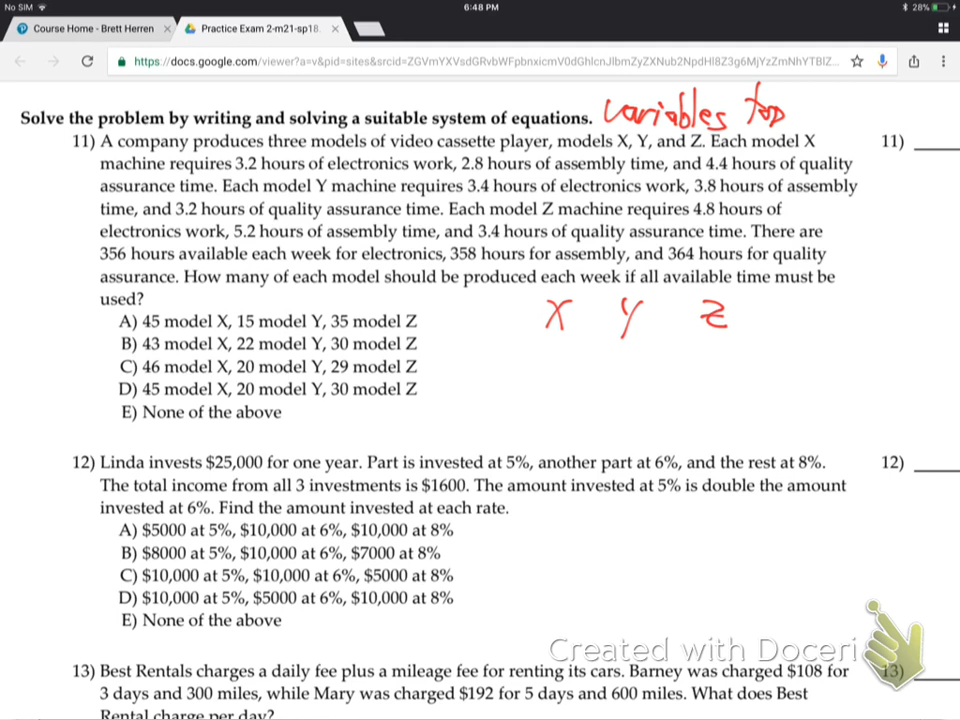 No SIM 6:48 PM 28%
Course Home - Brett Herren × Practice Exam 2-m21-sp18. ×
Solve the problem by writing and solving a suitable system of equations. variables top
11) A company produces three models of video cassette player, models X, Y, and Z. Each model X 11)
machine requires 3.2 hours of electronics work, 2.8 hours of assembly time, and 4.4 hours of quality
assurance time. Each model Y machine requires 3.4 hours of electronics work, 3.8 hours of assembly
time, and 3.2 hours of quality assurance time. Each model Z machine requires 4.8 hours of
electronics work, 5.2 hours of assembly time, and 3.4 hours of quality assurance time. There are
356 hours available each week for electronics, 358 hours for assembly, and 364 hours for quality
assurance. How many of each model should be produced each week if all available time must be
used?
X Y Z
A) 45 model X, 15 model Y, 35 model Z
B) 43 model X, 22 model Y, 30 model Z
C) 46 model X, 20 model Y, 29 model Z
D) 45 model X, 20 model Y, 30 model Z
E) None of the above
12) Linda invests $25,000 for one year. Part is invested at 5%, another part at 6%, and the rest at 8%. 12)
The total income from all 3 investments is $1600. The amount invested at 5% is double the amount
invested at 6%. Find the amount invested at each rate.
A) $5000 at 5%, $10,000 at 6%, $10,000 at 8%
B) $8000 at 5%, $10,000 at 6%, $7000 at 8%
C) $10,000 at 5%, $10,000 at 6%, $5000 at 8%
D) $10,000 at 5%, $5000 at 6%, $10,000 at 8%
E) None of the above
Created with Doceri
13) Best Rentals charges a daily fee plus a mileage fee for renting its cars. Barney was charged $108 for 13)
3 days and 300 miles, while Mary was charged $192 for 5 days and 600 miles. What does Best
Rental charge per day?